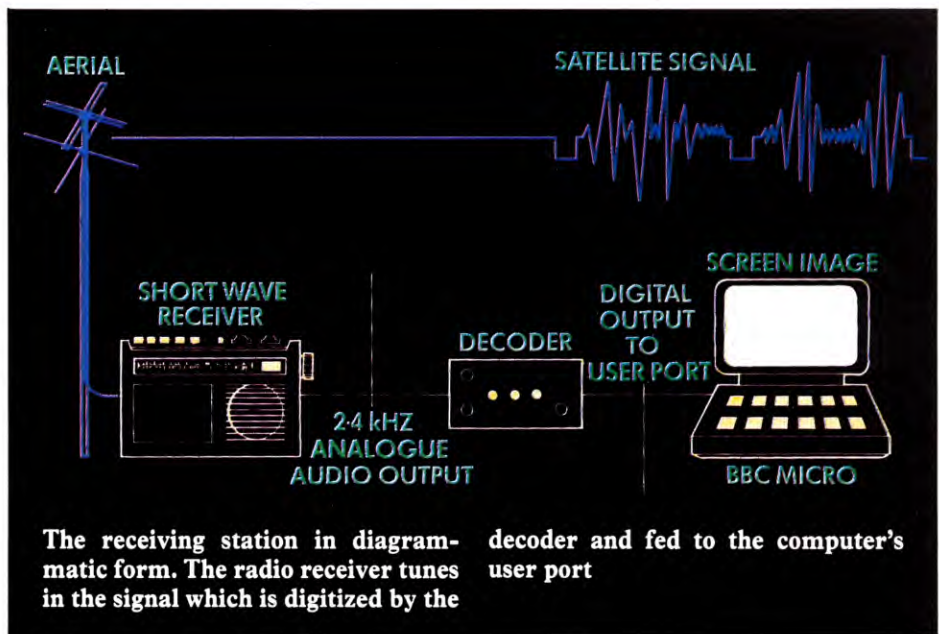 AERIAL
SATELLITE SIGNAL
SHORT WAVE
RECEIVER
2·4 kHZ
ANALOGUE
AUDIO OUTPUT
DECODER
DIGITAL
OUTPUT
TO
USER PORT
SCREEN IMAGE
BBC MICRO
The receiving station in diagram-
matic form. The radio receiver tunes
in the signal which is digitized by the
decoder and fed to the computer's
user port